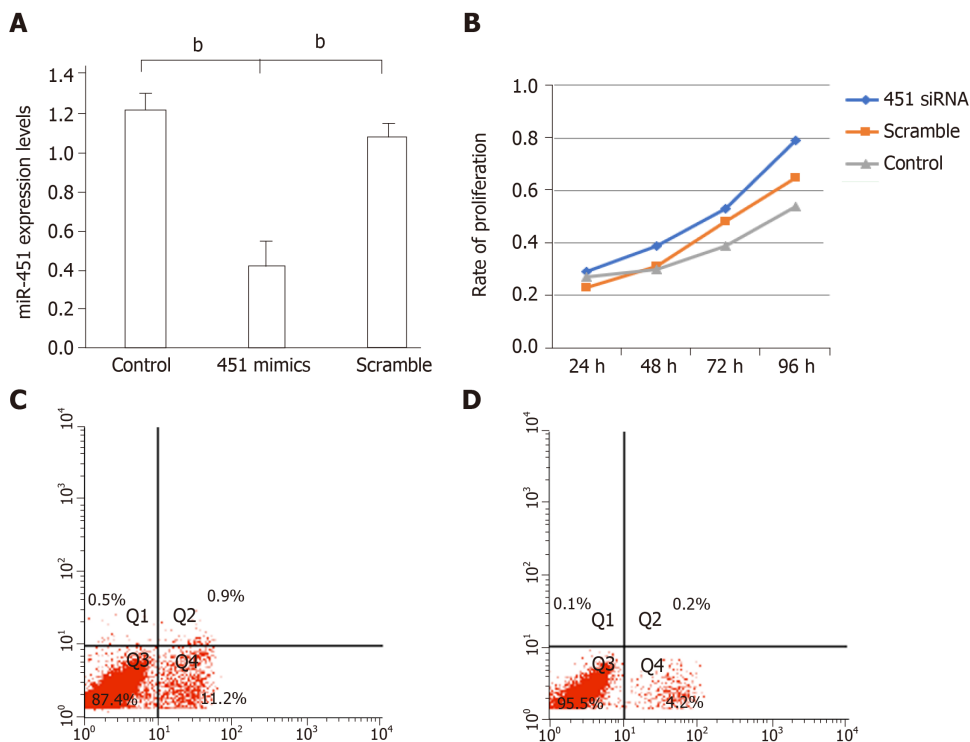 A
b
b
miR-451 expression levels
1.4
1.2
1.0
0.8
0.6
0.4
0.2
0.0
Control
451 mimics
Scramble
B
Rate of proliferation
1.0
0.8
0.6
0.4
0.2
0.0
24 h
48 h
72 h
96 h
451 siRNA
Scramble
Control
C
10⁴
10³
10²
10¹
10⁰
0.5%
Q1
Q2
0.9%
Q3
Q4
87.4%
11.2%
10⁰
10¹
10²
10³
10⁴
D
10⁴
10³
10²
10¹
10⁰
0.1%
Q1
Q2
0.2%
Q3
Q4
95.5%
4.2%
10⁰
10¹
10²
10³
10⁴